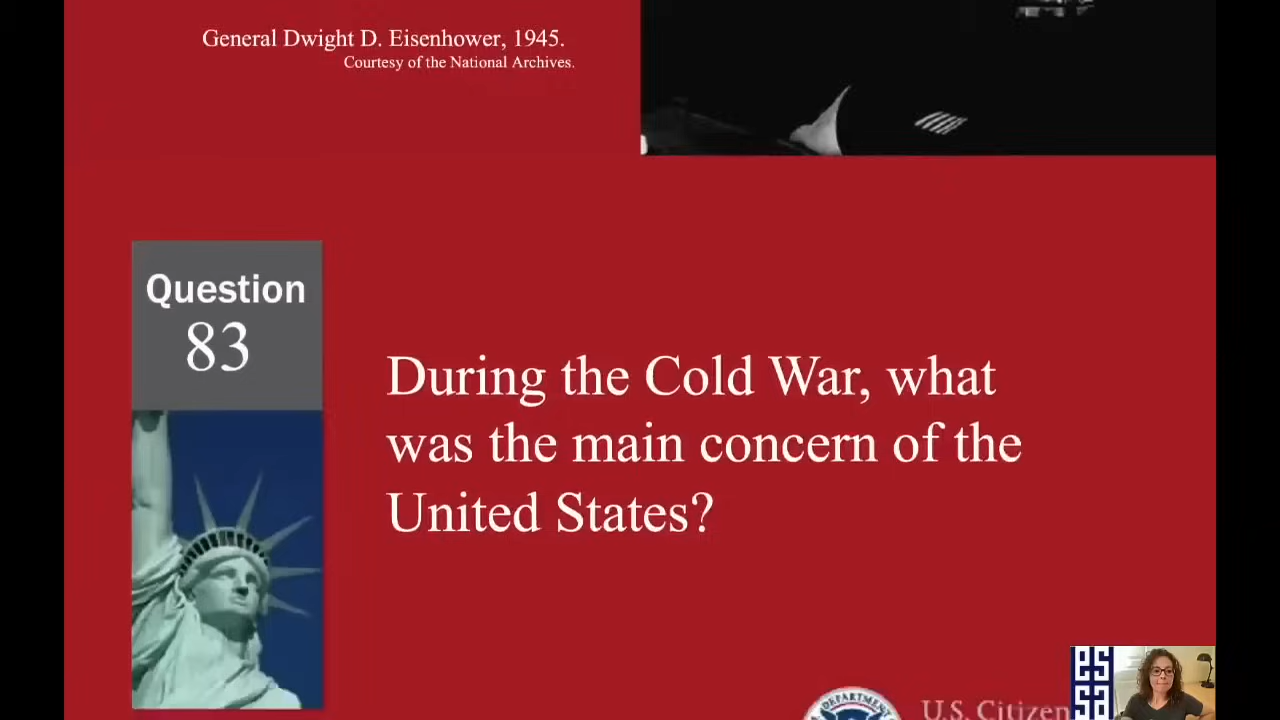 General Dwight D. Eisenhower, 1945.
Courtesy of the National Archives.
Question
83
During the Cold War, what
was the main concern of the
United States?
DEPARTMENT
U.S. Citizen